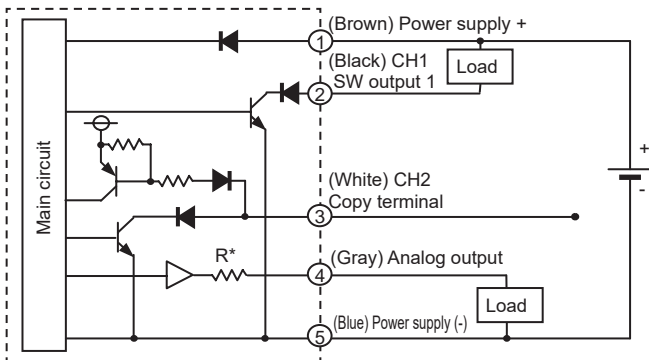 (Brown) Power supply +
1
(Black) CH1
Load
SW output 1
2
Main circuit
+
-
(White) CH2
Copy terminal
3
R*
(Gray) Analog output
4
Load
(Blue) Power supply (-)
5